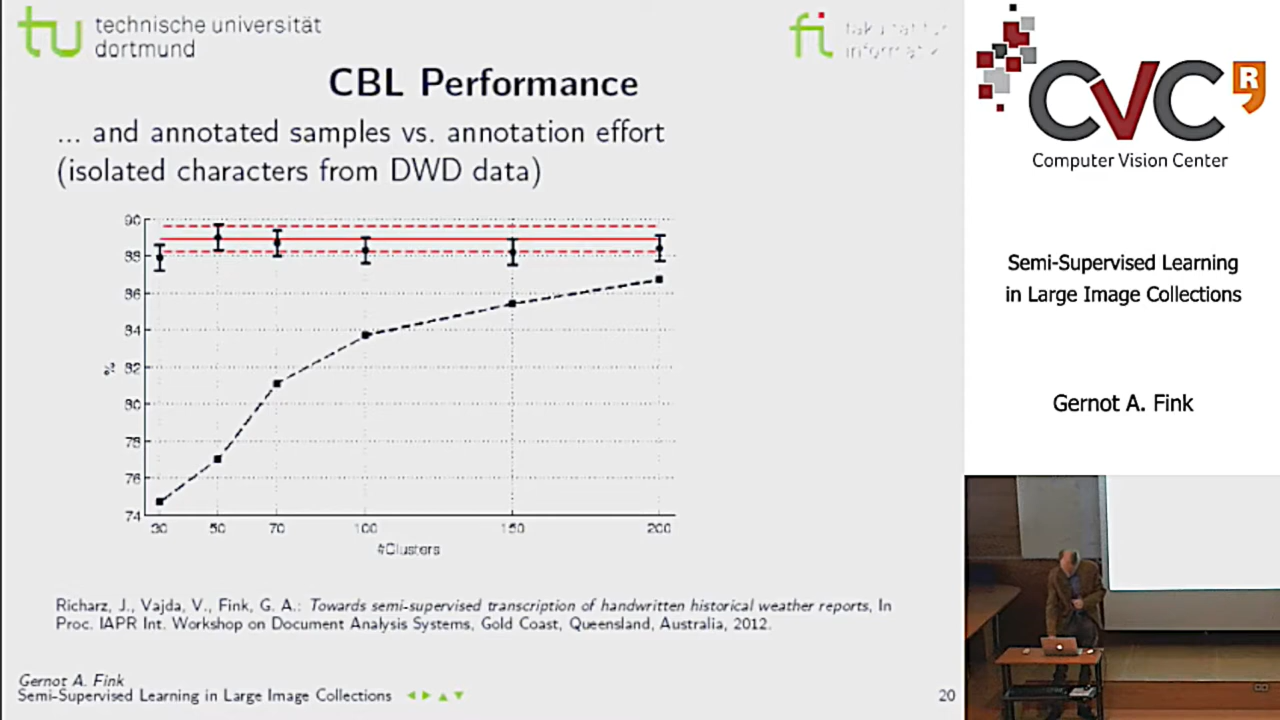 technische universität
dortmund
fakultät für
informatik
CBL Performance
... and annotated samples vs. annotation effort
(isolated characters from DWD data)
90
88
86
84
82
80
78
76
74
%
30 50 70 100 150 200
#Clusters
Richarz, J., Vajda, V., Fink, G. A.: Towards semi-supervised transcription of handwritten historical weather reports, In
Proc. IAPR Int. Workshop on Document Analysis Systems, Gold Coast, Queensland, Australia, 2012.
Gernot A. Fink
Semi-Supervised Learning in Large Image Collections
20
CVC
R
Computer Vision Center
Semi-Supervised Learning
in Large Image Collections
Gernot A. Fink